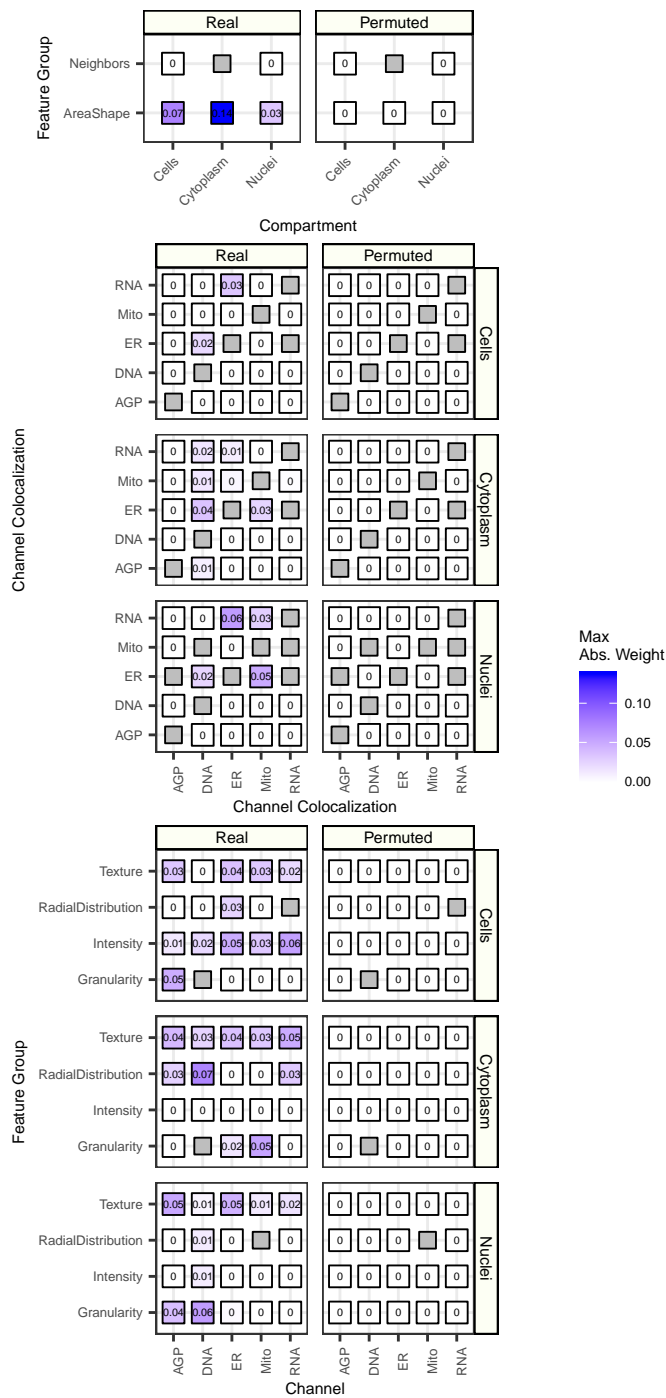 Real Permuted
Feature Group
Neighbors 0 0 0 0
AreaShape 0.07 0.14 0.03 0 0 0
Cells Cytoplasm Nuclei Cells Cytoplasm Nuclei
Compartment
Real Permuted
Channel Colocalization
RNA 0 0 0.03 0 0 0 0 0
Mito 0 0 0 0 0 0 0 0
ER 0 0.02 0 0 0 0
DNA 0 0 0 0 0 0 0 0
AGP 0 0 0 0 0 0 0 0
Cells
RNA 0 0.02 0.01 0 0 0 0 0
Mito 0 0.01 0 0 0 0 0 0
ER 0 0.04 0.03 0 0 0
DNA 0 0 0 0 0 0 0 0
AGP 0.01 0 0 0 0 0 0 0
Cytoplasm
RNA 0 0 0.06 0.03 0 0 0 0
Mito 0 0 0 0
ER 0.02 0.05 0 0
DNA 0 0 0 0 0 0 0 0
AGP 0 0 0 0 0 0 0 0
Nuclei
AGP DNA ER Mito RNA AGP DNA ER Mito RNA
Channel Colocalization
Max
Abs. Weight
0.10
0.05
0.00
Real Permuted
Feature Group
Texture 0.03 0 0.04 0.03 0.02 0 0 0 0 0
RadialDistribution 0 0 0.03 0 0 0 0 0
Intensity 0.01 0.02 0.05 0.03 0.06 0 0 0 0 0
Granularity 0.05 0 0 0 0 0 0 0
Cells
Texture 0.04 0.03 0.04 0.03 0.05 0 0 0 0 0
RadialDistribution 0.03 0.07 0 0 0.03 0 0 0 0 0
Intensity 0 0 0 0 0 0 0 0 0 0
Granularity 0 0.02 0.05 0 0 0 0 0
Cytoplasm
Texture 0.05 0.01 0.05 0.01 0.02 0 0 0 0 0
RadialDistribution 0 0.01 0 0 0 0 0 0
Intensity 0 0.01 0 0 0 0 0 0 0 0
Granularity 0.04 0.06 0 0 0 0 0 0 0 0
Nuclei
AGP DNA ER Mito RNA AGP DNA ER Mito RNA
Channel